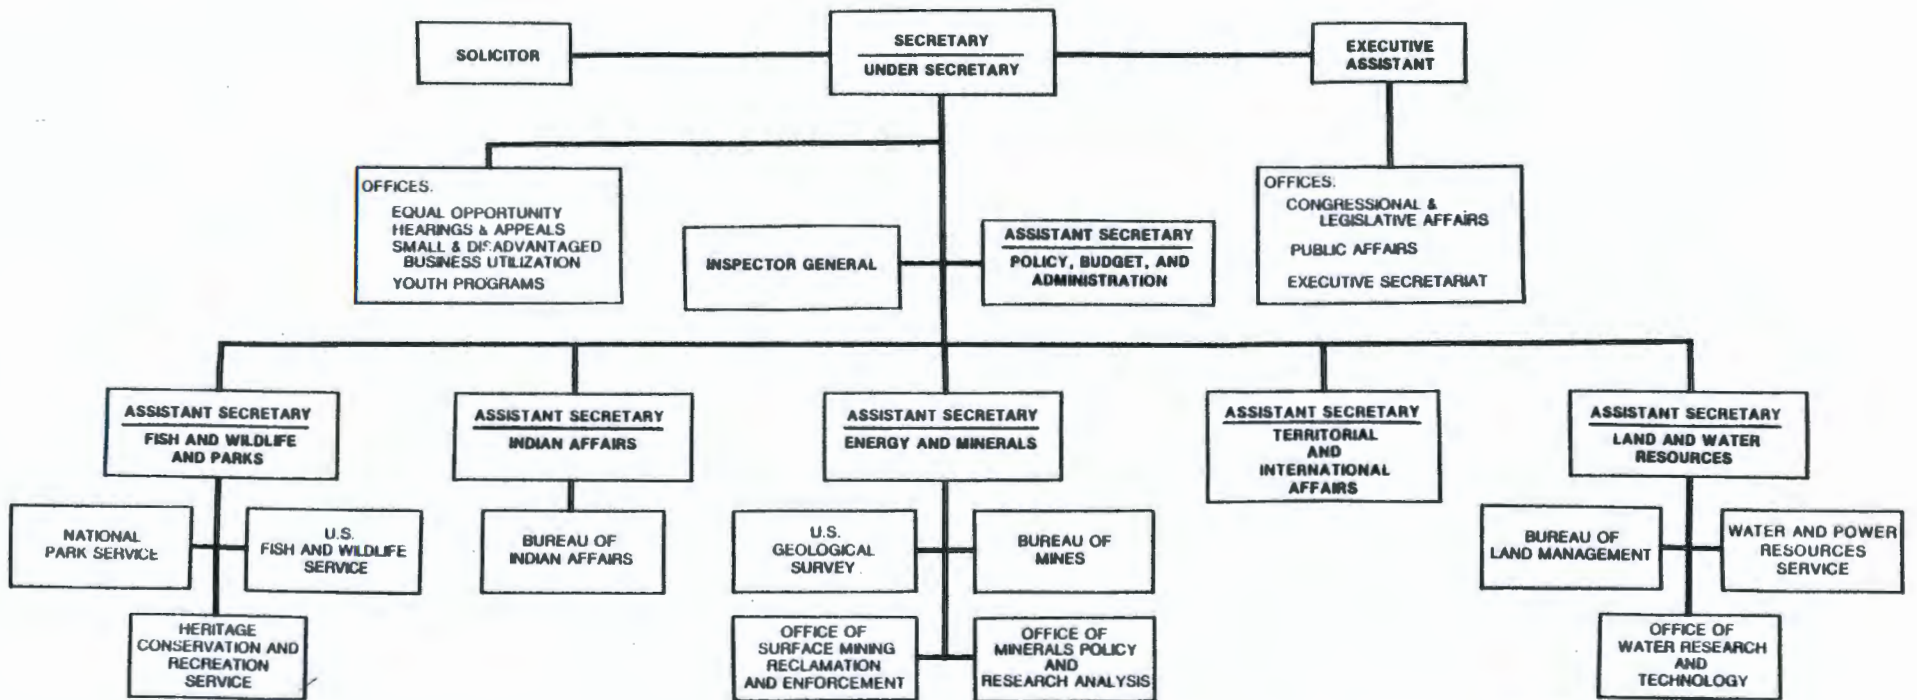 SOLICITOR
SECRETARY
UNDER SECRETARY
EXECUTIVE
ASSISTANT
OFFICES:
EQUAL OPPORTUNITY
HEARINGS & APPEALS
SMALL & DISADVANTAGED
BUSINESS UTILIZATION
YOUTH PROGRAMS
INSPECTOR GENERAL
ASSISTANT SECRETARY
POLICY, BUDGET, AND
ADMINISTRATION
OFFICES:
CONGRESSIONAL &
LEGISLATIVE AFFAIRS
PUBLIC AFFAIRS
EXECUTIVE SECRETARIAT
ASSISTANT SECRETARY
FISH AND WILDLIFE
AND PARKS
ASSISTANT SECRETARY
INDIAN AFFAIRS
ASSISTANT SECRETARY
ENERGY AND MINERALS
ASSISTANT SECRETARY
TERRITORIAL
AND
INTERNATIONAL
AFFAIRS
ASSISTANT SECRETARY
LAND AND WATER
RESOURCES
NATIONAL
PARK SERVICE
U.S.
FISH AND WILDLIFE
SERVICE
BUREAU OF
INDIAN AFFAIRS
U.S.
GEOLOGICAL
SURVEY
BUREAU OF
MINES
BUREAU OF
LAND MANAGEMENT
WATER AND POWER
RESOURCES
SERVICE
HERITAGE
CONSERVATION AND
RECREATION
SERVICE
OFFICE OF
SURFACE MINING
RECLAMATION
AND ENFORCEMENT
OFFICE OF
MINERALS POLICY
AND
RESEARCH ANALYSIS
OFFICE OF
WATER RESEARCH
AND
TECHNOLOGY